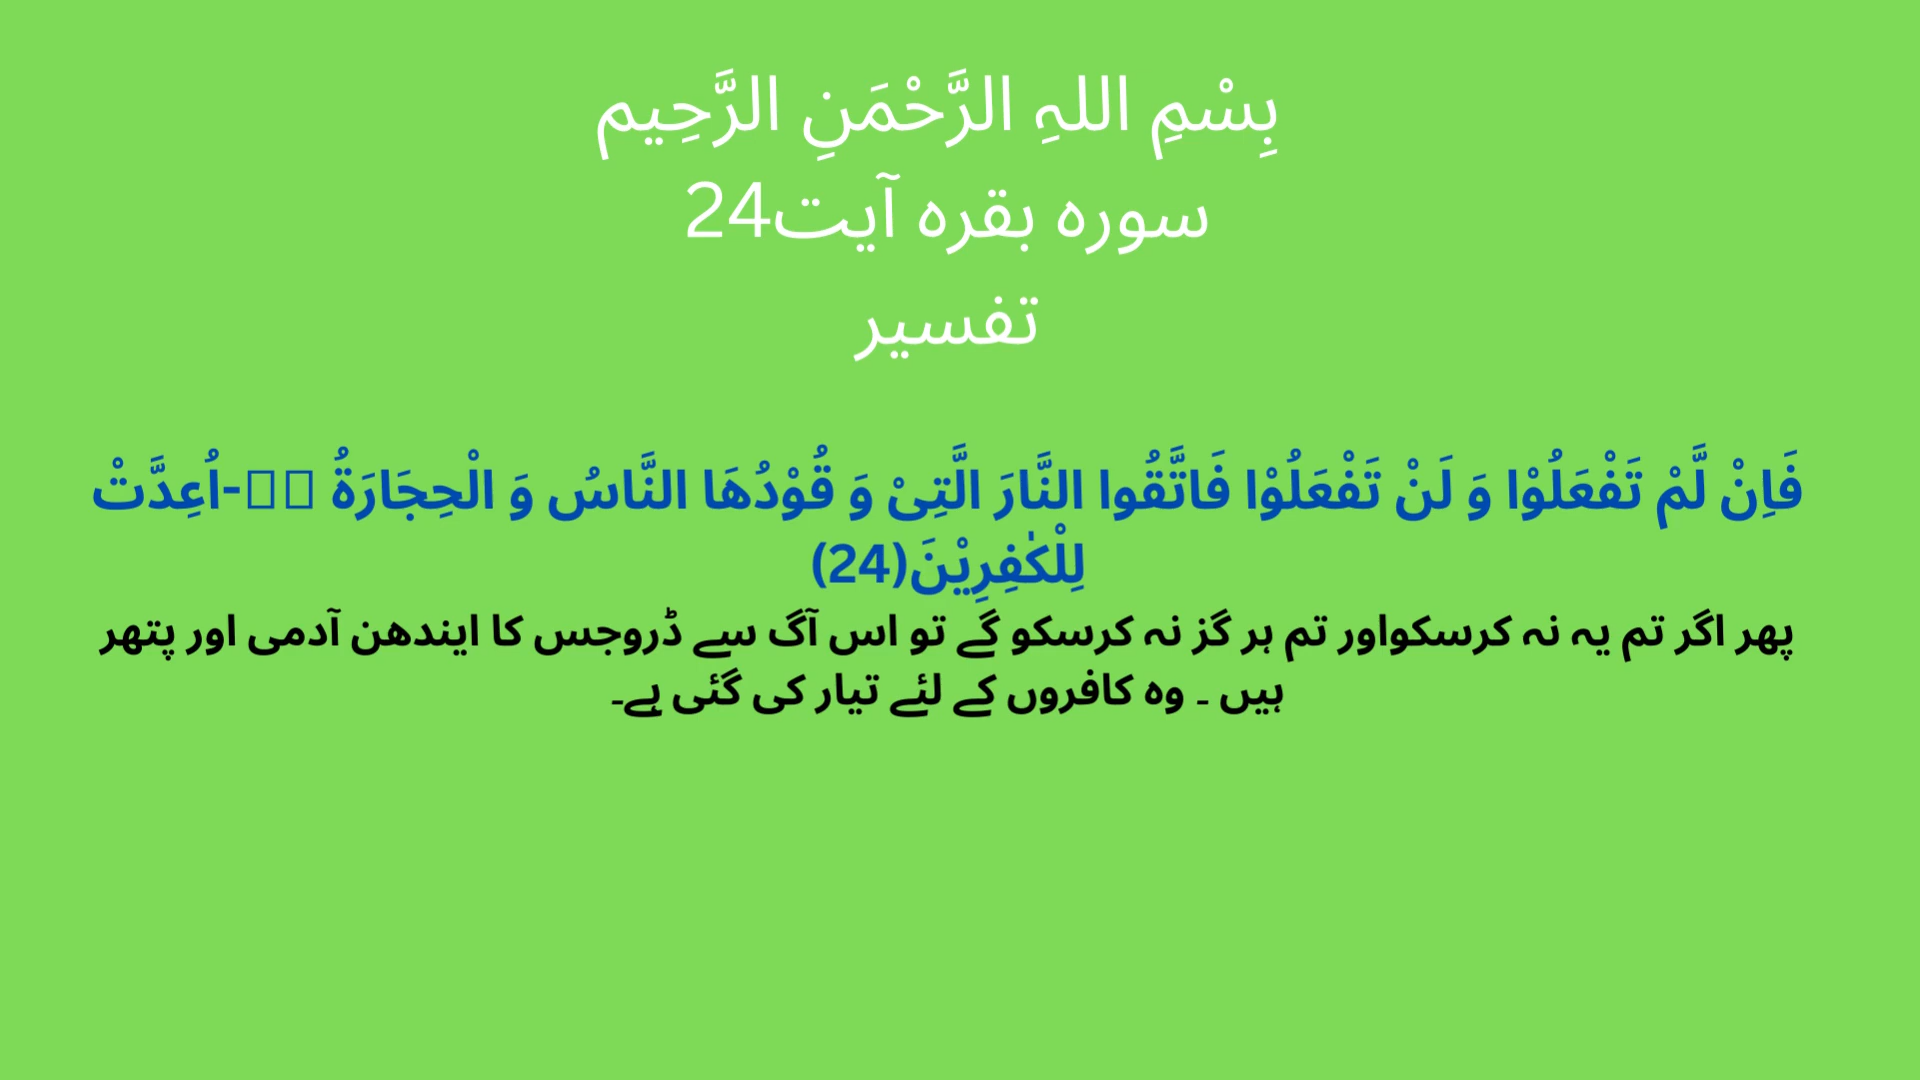 بِسْمِ اللہِ الرَّحْمَنِ الرَّحِیم
سورہ بقرہ آیت24
تفسیر
فَاِنْ لَّمْ تَفْعَلُوْا وَ لَنْ تَفْعَلُوْا فَاتَّقُوا النَّارَ الَّتِیْ وَ قُوْدُهَا النَّاسُ وَ الْحِجَارَةُ ۚۖ-اُعِدَّتْ
لِلْكٰفِرِیْنَ(24)
پھر اگر تم یہ نہ کرسکواور تم ہر گز نہ کرسکو گے تو اس آگ سے ڈروجس کا ایندھن آدمی اور پتھر
ہیں ۔ وہ کافروں کے لئے تیار کی گئی ہے۔